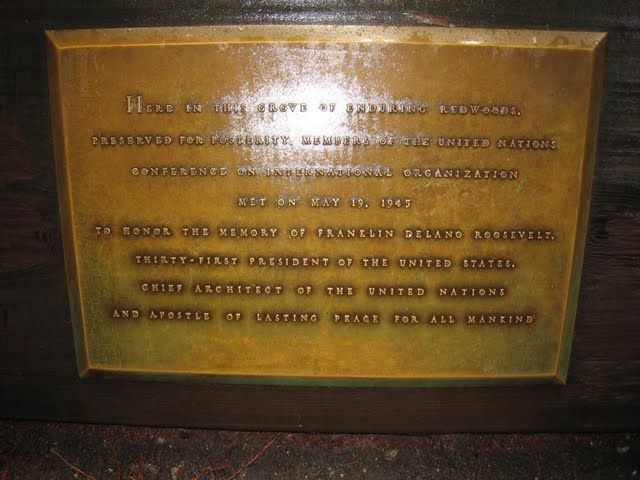 HERE IN THIS GROVE OF ENDURING REDWOODS,
PRESERVED FOR POSTERITY, MEMBERS OF THE UNITED NATIONS
CONFERENCE ON INTERNATIONAL ORGANIZATION
MET ON MAY 19, 1945
TO HONOR THE MEMORY OF FRANKLIN DELANO ROOSEVELT,
THIRTY-FIRST PRESIDENT OF THE UNITED STATES,
CHIEF ARCHITECT OF THE UNITED NATIONS
AND APOSTLE OF LASTING PEACE FOR ALL MANKIND